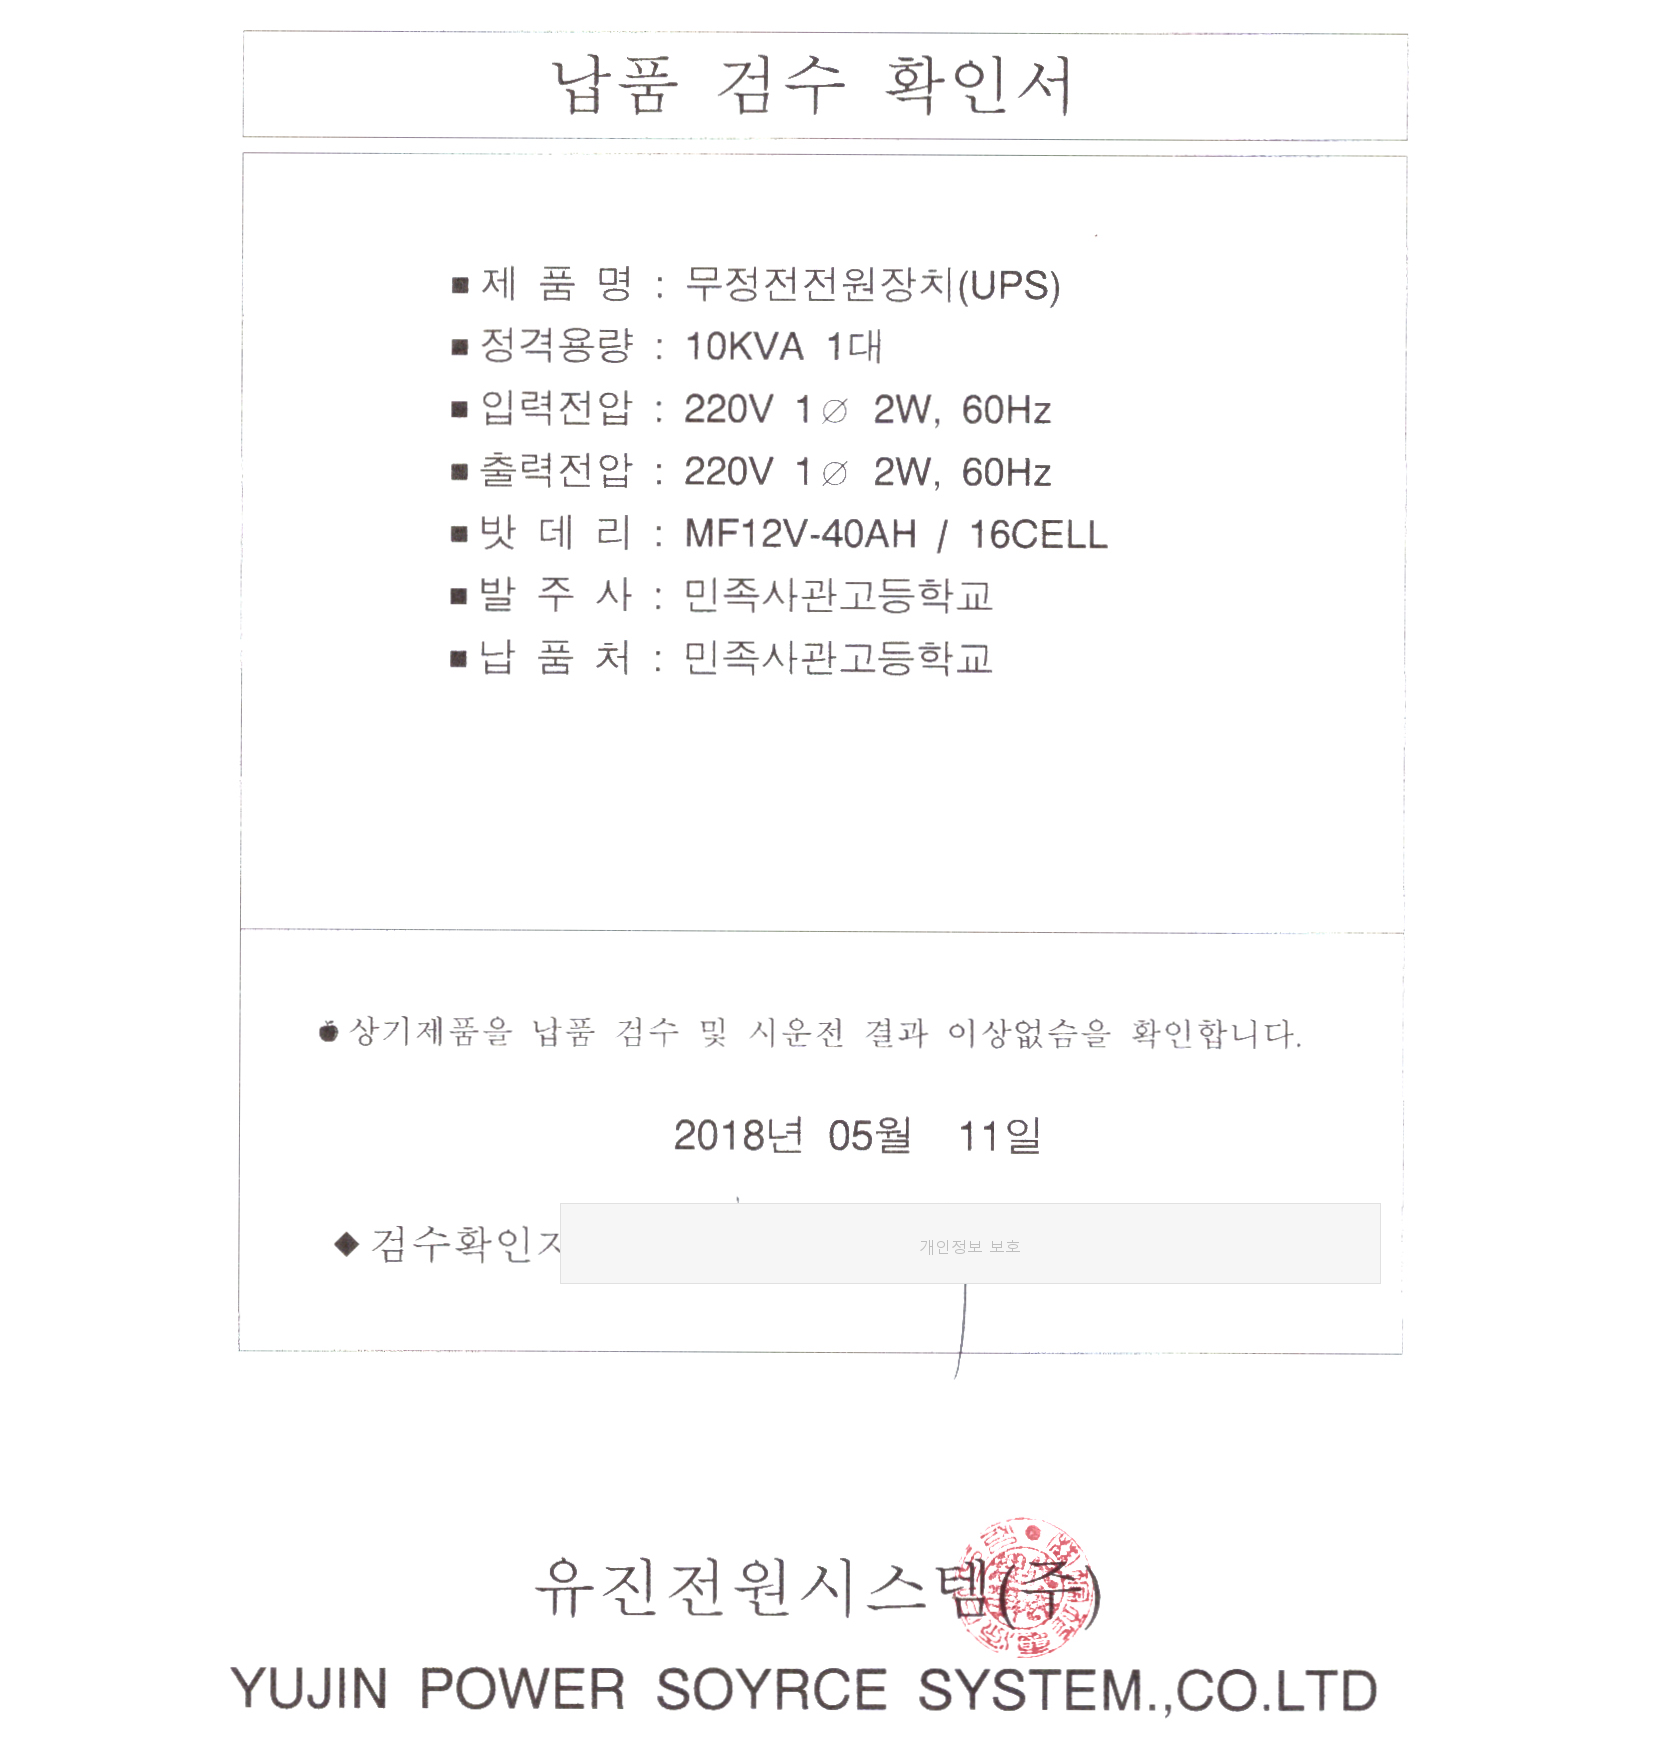 납품 검수 확인서
■ 제 품 명 : 무정전전원장치(UPS)
■ 정격용량 : 10KVA 1대
■ 입력전압 : 220V 1∅ 2W, 60Hz
■ 출력전압 : 220V 1∅ 2W, 60Hz
■ 밧 데 리 : MF12V-40AH / 16CELL
■ 발 주 사 : 민족사관고등학교
■ 납 품 처 : 민족사관고등학교
상기제품을 납품 검수 및 시운전 결과 이상없슴을 확인합니다.
2018년 05월 11일
◆ 검수확인자
개인정보 보호
유진전원시스템(주)
YUJIN POWER SOYRCE SYSTEM.,CO.LTD